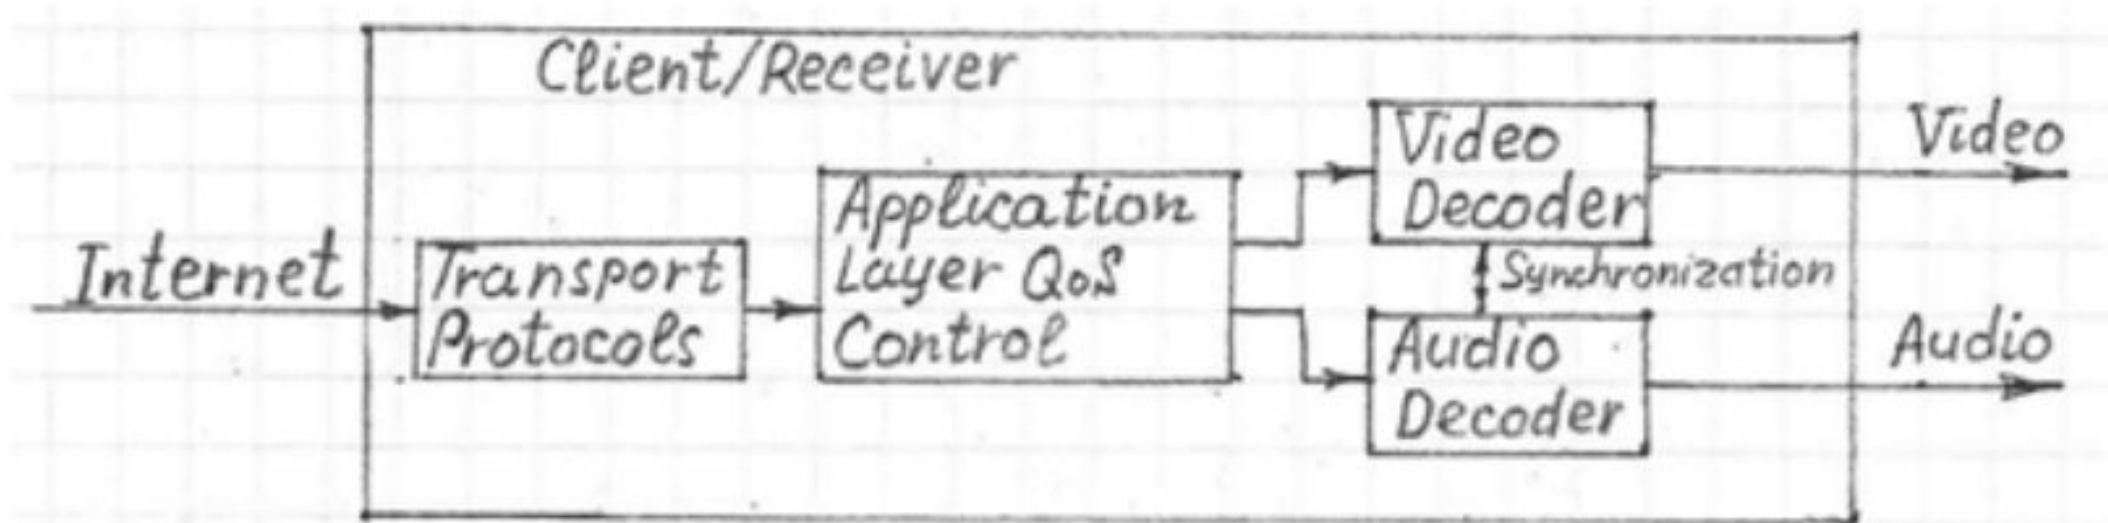 Client/Receiver
Internet
Transport
Protocols
Application
Layer QoS
Control
Video
Decoder
Synchronization
Audio
Decoder
Video
Audio